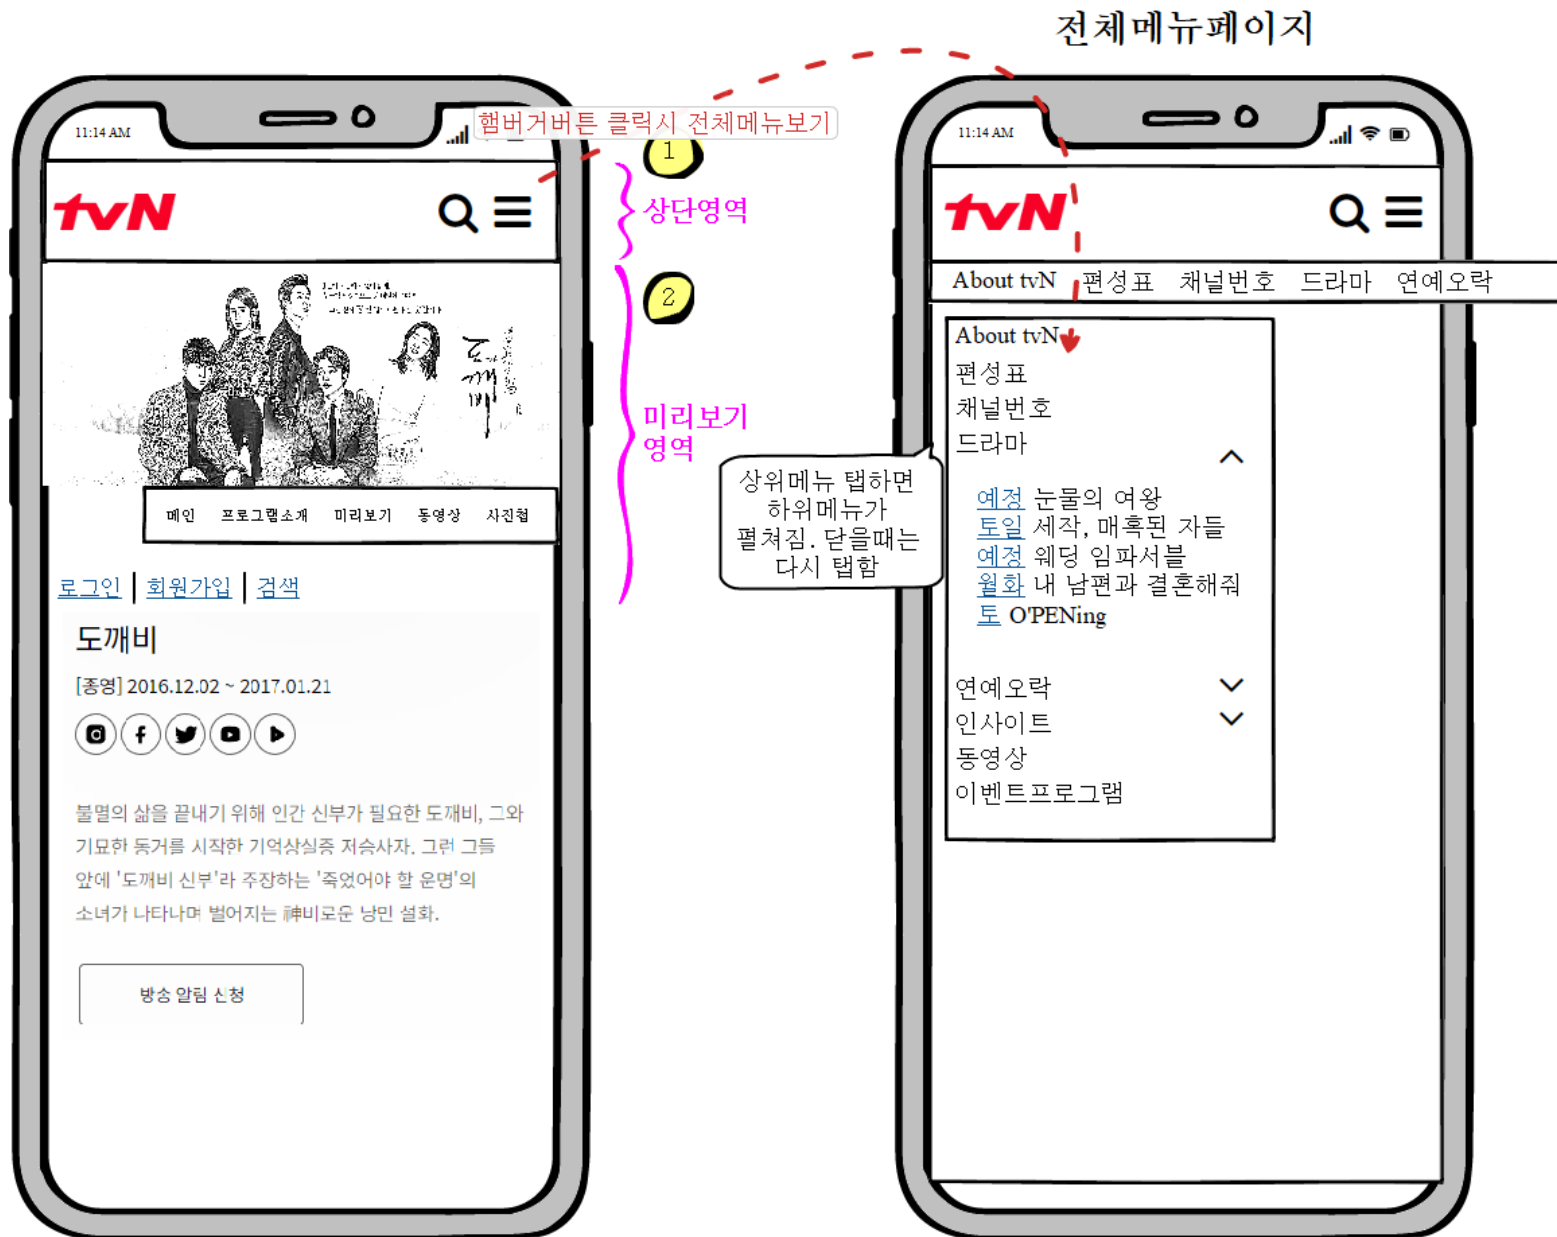 전체메뉴페이지
11:14 AM
햄버거버튼 클릭시 전체메뉴보기
1
tvN
상단영역
2
미리보기
영역
메인 프로그램소개 미리보기 동영상 사진첩
로그인 | 회원가입 | 검색
도깨비
[종영] 2016.12.02 ~ 2017.01.21
불멸의 삶을 끝내기 위해 인간 신부가 필요한 도깨비, 그와
기묘한 동거를 시작한 기억상실증 저승사자. 그런 그들
앞에 '도깨비 신부'라 주장하는 '죽었어야 할 운명'의
소녀가 나타나며 벌어지는 神비로운 낭만 설화.
방송 알림 신청
11:14 AM
tvN
About tvN 편성표 채널번호 드라마 연예오락
About tvN
편성표
채널번호
드라마
상위메뉴 탭하면
하위메뉴가
펼쳐짐. 닫을때는
다시 탭함
예정 눈물의 여왕
토일 세작, 매혹된 자들
예정 웨딩 임파서블
월화 내 남편과 결혼해줘
토 O'PENing
연예오락
인사이트
동영상
이벤트프로그램